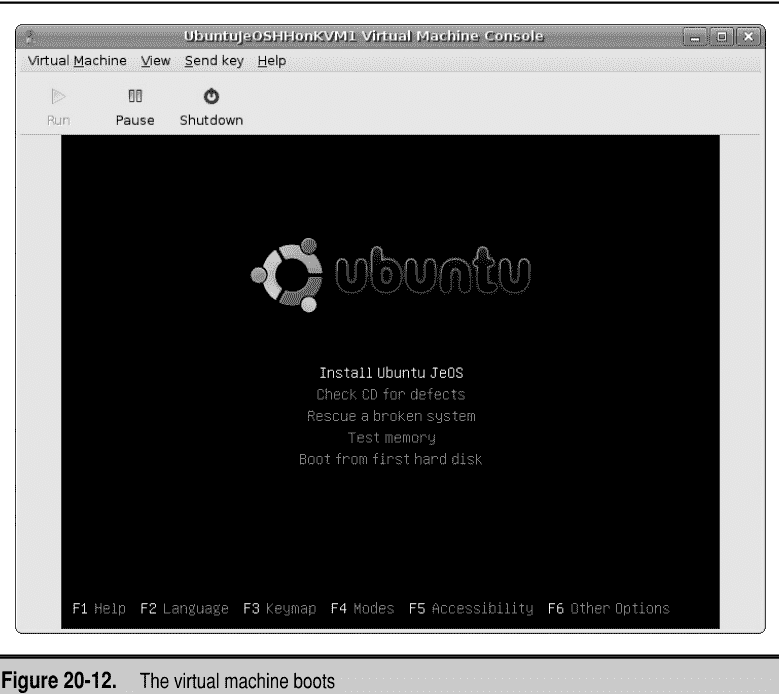 UbuntuJeOSHHonKVM1 Virtual Machine Console
Virtual Machine View Send key Help
Run Pause Shutdown
ubuntu
Install Ubuntu JeOS
Check CD for defects
Rescue a broken system
Test memory
Boot from first hard disk
F1 Help F2 Language F3 Keymap F4 Modes F5 Accessibility F6 Other Options
Figure 20-12. The virtual machine boots